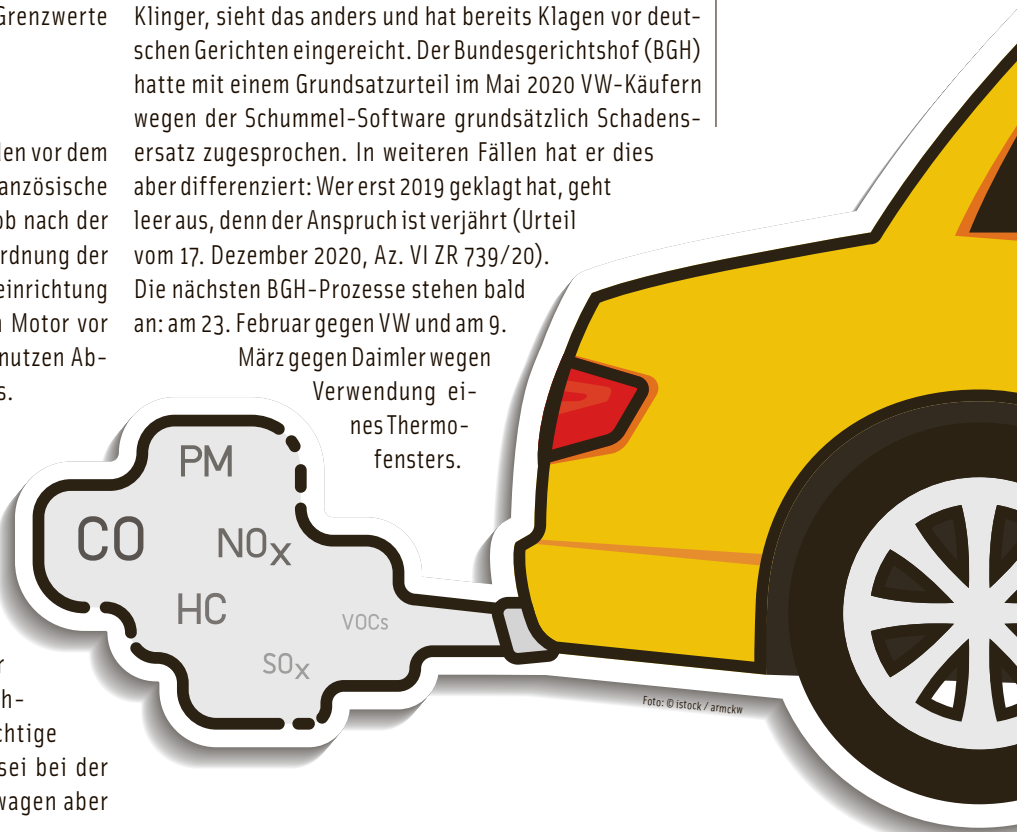 Grenzwerte
den vor dem
anzösische
ob nach der
rdnung der
einrichtung
Motor vor
nutzen Ab-
s.
r
h-
chtige
sei bei der
wagen aber
Klinger, sieht das anders und hat bereits Klagen vor deut-
schen Gerichten eingereicht. Der Bundesgerichtshof (BGH)
hatte mit einem Grundsatzurteil im Mai 2020 VW-Käufern
wegen der Schummel-Software grundsätzlich Schadens-
ersatz zugesprochen. In weiteren Fällen hat er dies
aber differenziert: Wer erst 2019 geklagt hat, geht
leer aus, denn der Anspruch ist verjährt (Urteil
vom 17. Dezember 2020, Az. VI ZR 739/20).
Die nächsten BGH-Prozesse stehen bald
an: am 23. Februar gegen VW und am 9.
März gegen Daimler wegen
Verwendung ei-
nes Thermo-
fensters.
PM
CO
NOx
HC
VOCs
SOx
Foto: © istock / armckw